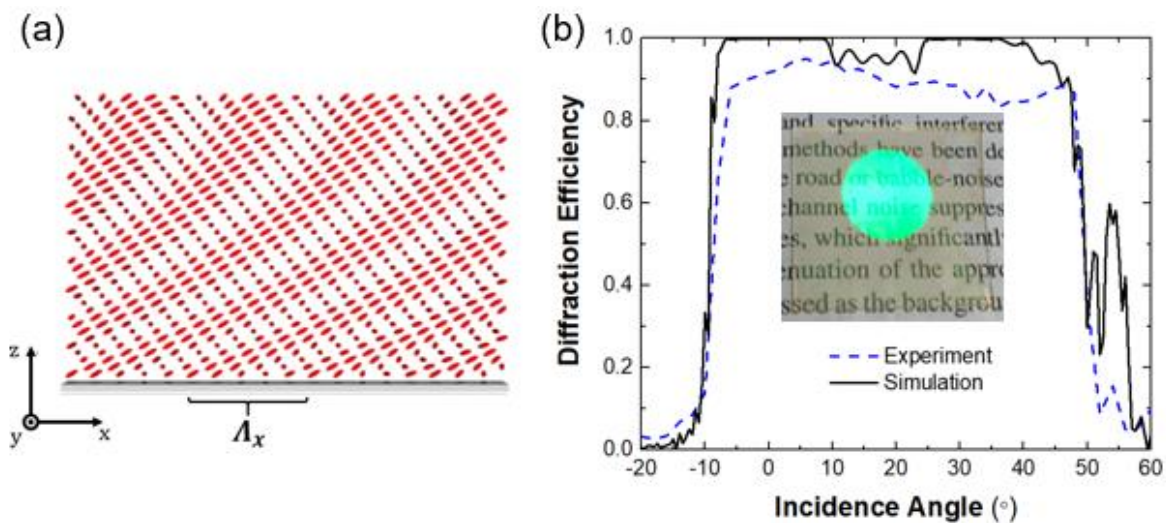 (a)
z
y
x
Λx
(b)
Diffraction Efficiency
1.0
0.8
0.6
0.4
0.2
0.0
and specific interferen
methods have been de
e road or babble-noise
channel noise suppres
es, which significantly
enuation of the appro
ssed as the backgrou
Experiment
Simulation
-20 -10 0 10 20 30 40 50 60
Incidence Angle (°)